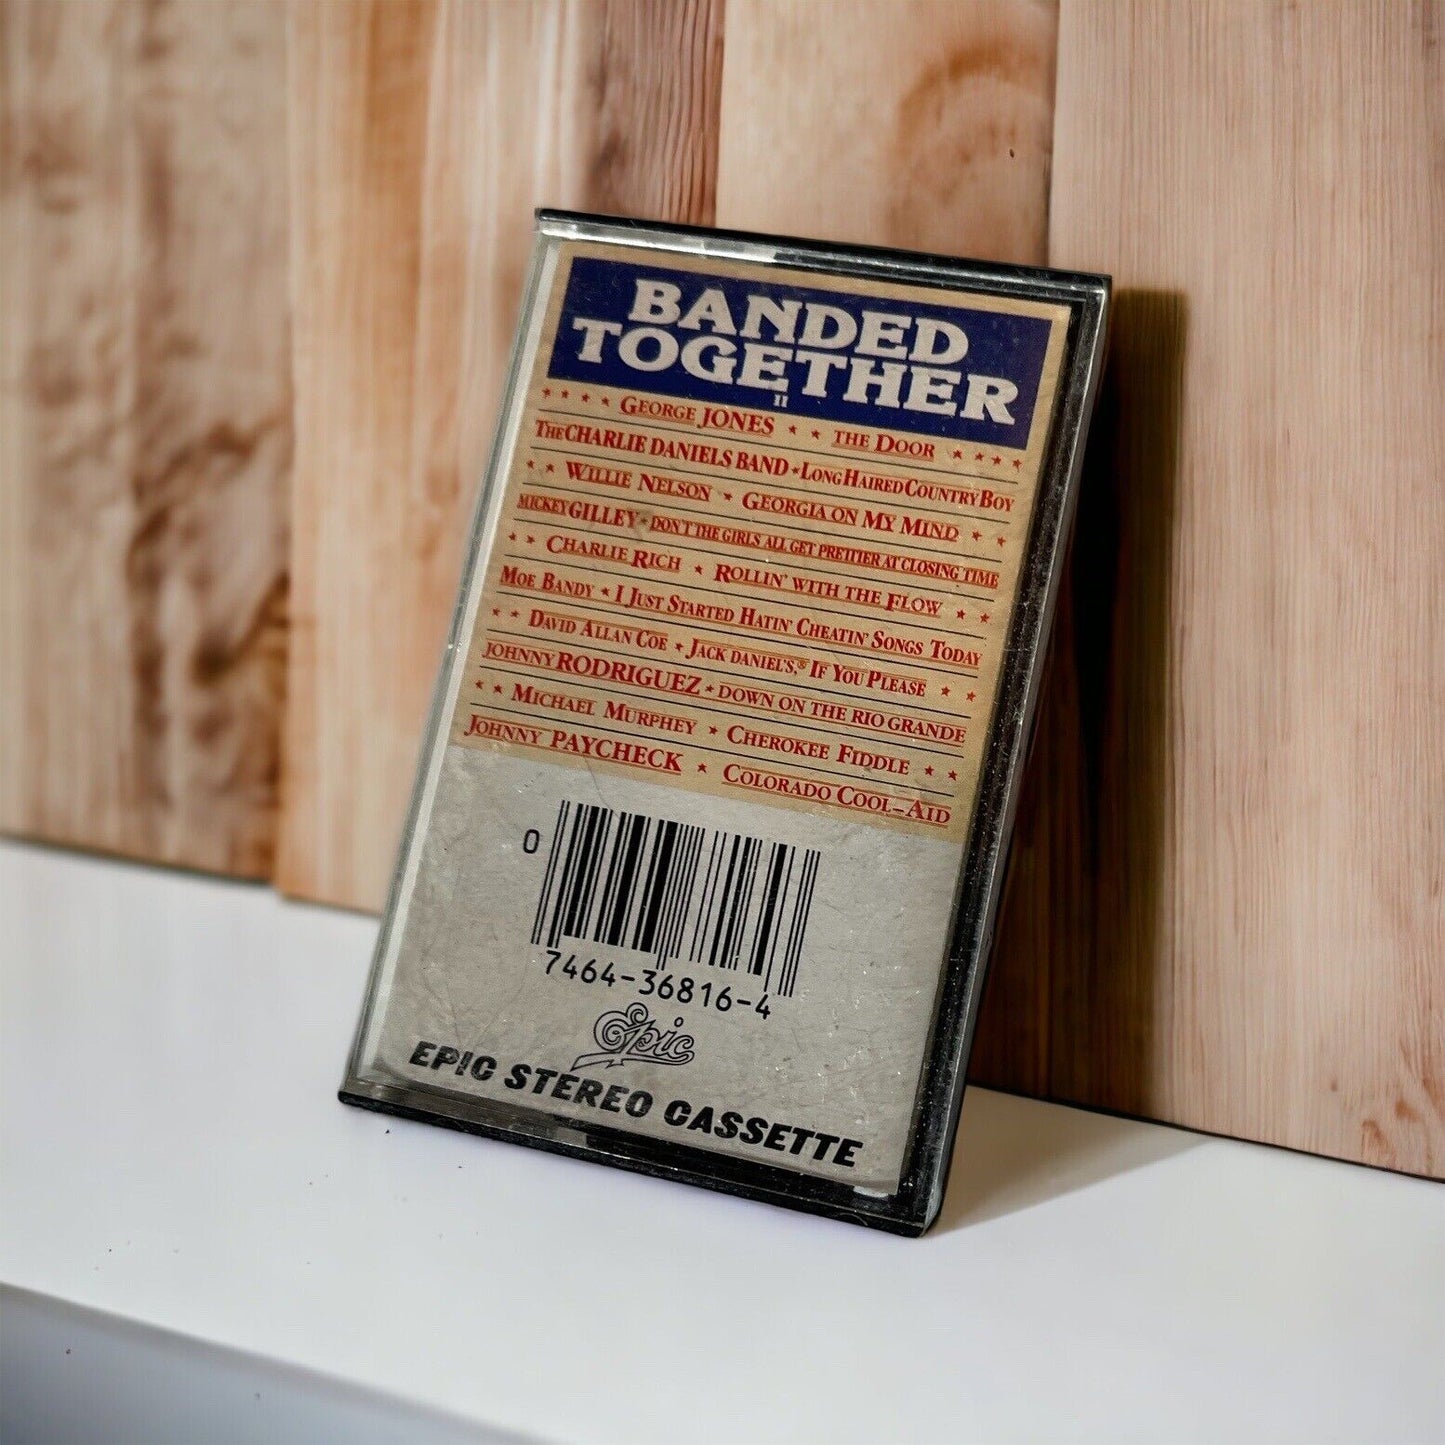 BANDED
TOGETHER
II
GEORGE JONES THE DOOR
THE CHARLIE DANIELS BAND LONG HAIRED COUNTRY BOY
WILLIE NELSON GEORGIA ON MY MIND
MICKEY GILLEY DON'T THE GIRLS ALL GET PRETTIER AT CLOSING TIME
CHARLIE RICH ROLLIN' WITH THE FLOW
MOE BANDY I JUST STARTED HATIN' CHEATIN' SONGS TODAY
DAVID ALLAN COE JACK DANIEL'S,® IF YOU PLEASE
JOHNNY RODRIGUEZ DOWN ON THE RIO GRANDE
MICHAEL MURPHEY CHEROKEE FIDDLE
JOHNNY PAYCHECK COLORADO COOL-AID
0
7464-36816-4
Epic
EPIC STEREO CASSETTE